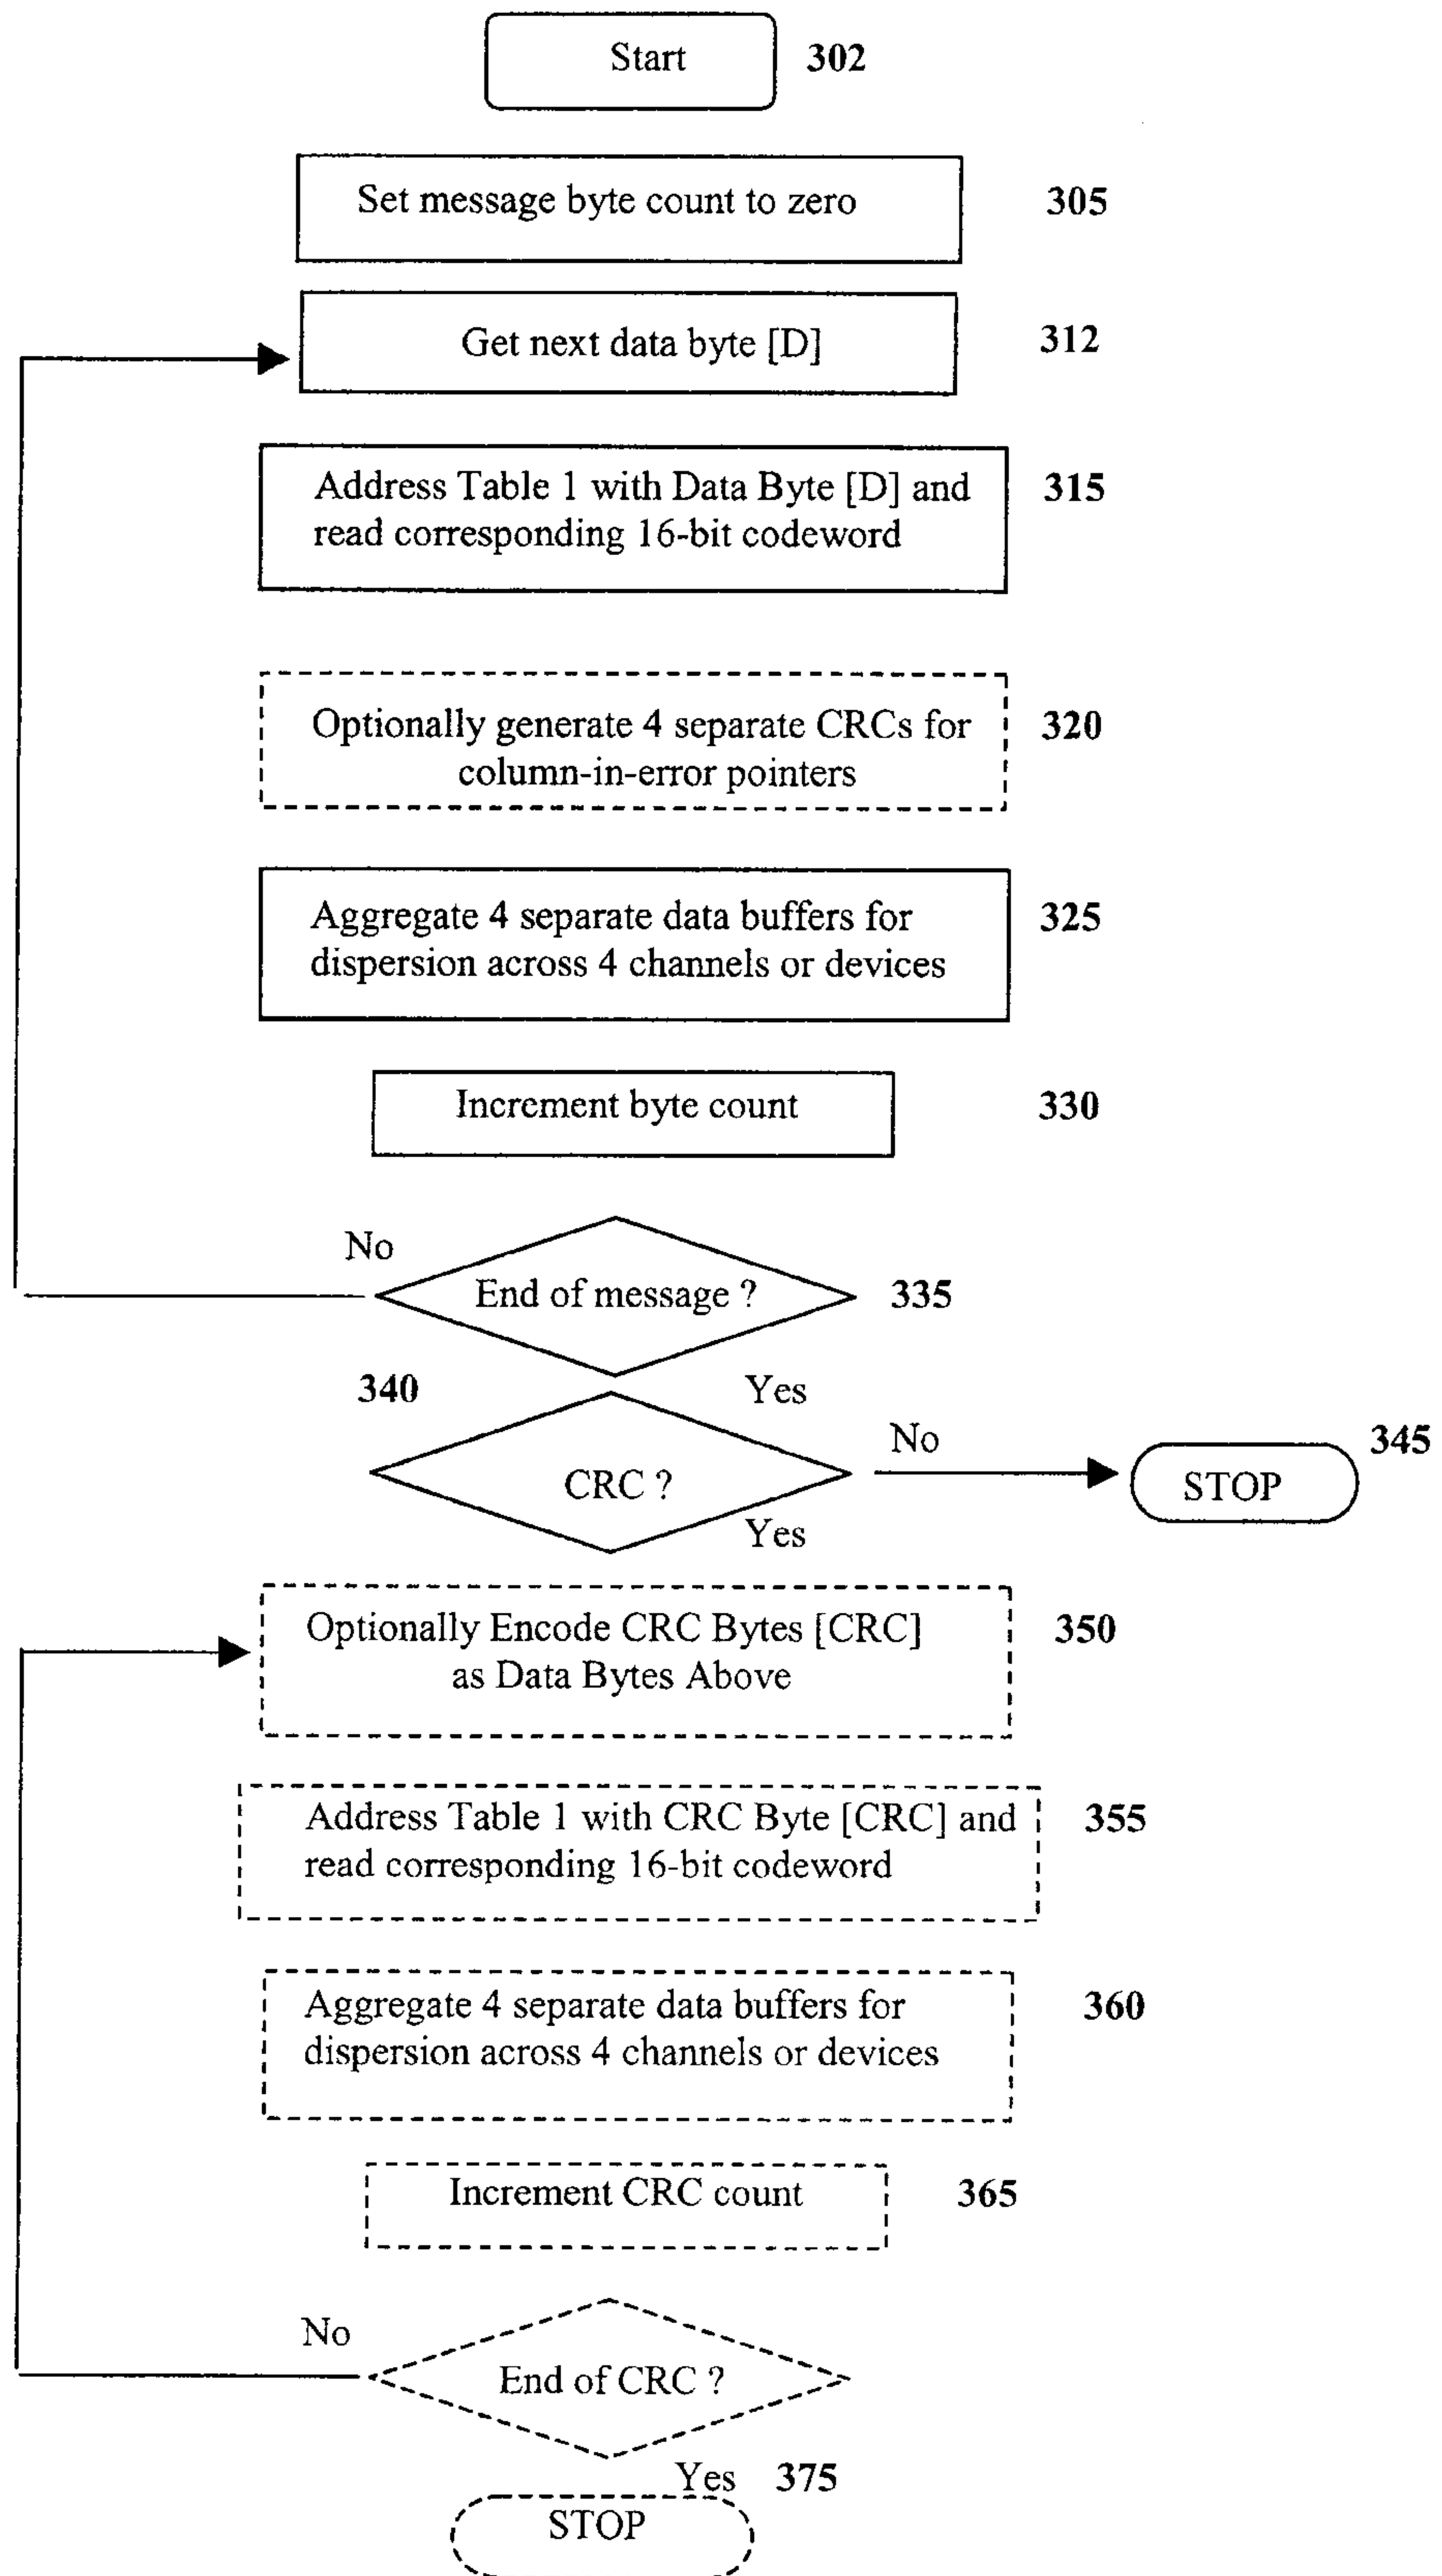 Start 302
Set message byte count to zero 305
Get next data byte [D] 312
Address Table 1 with Data Byte [D] and 315
read corresponding 16-bit codeword
Optionally generate 4 separate CRCs for 320
column-in-error pointers
Aggregate 4 separate data buffers for 325
dispersion across 4 channels or devices
Increment byte count 330
No
End of message ? 335
340 Yes
No 345
CRC ? STOP
Yes
Optionally Encode CRC Bytes [CRC] 350
as Data Bytes Above
Address Table 1 with CRC Byte [CRC] and 355
read corresponding 16-bit codeword
Aggregate 4 separate data buffers for 360
dispersion across 4 channels or devices
Increment CRC count 365
No
End of CRC ?
Yes 375
STOP